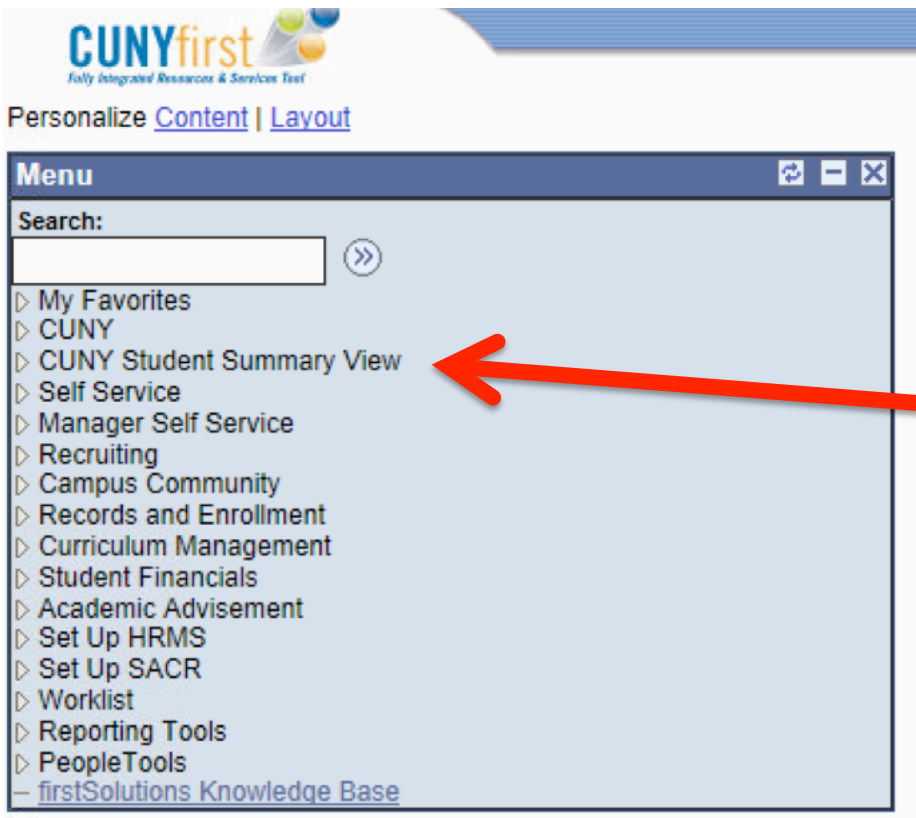 CUNYfirst
Fully Integrated Resources & Services Tool
Personalize Content | Layout
Menu
Search:
My Favorites
CUNY
CUNY Student Summary View
Self Service
Manager Self Service
Recruiting
Campus Community
Records and Enrollment
Curriculum Management
Student Financials
Academic Advisement
Set Up HRMS
Set Up SACR
Worklist
Reporting Tools
PeopleTools
firstSolutions Knowledge Base